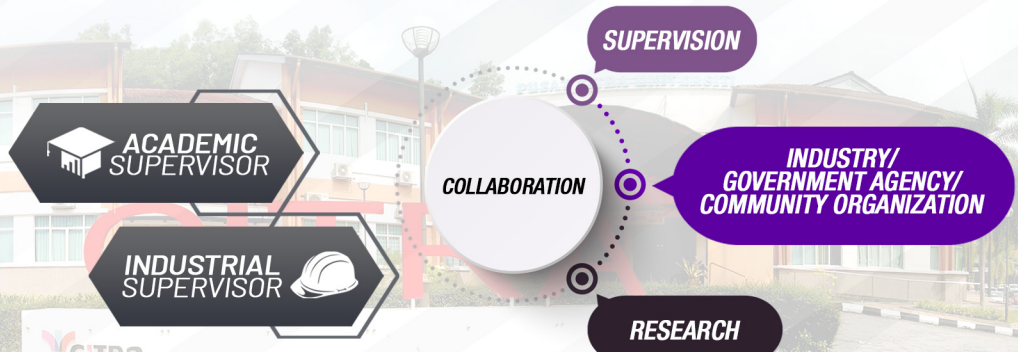 ACADEMIC
SUPERVISOR
INDUSTRIAL
SUPERVISOR
COLLABORATION
SUPERVISION
INDUSTRY/
GOVERNMENT AGENCY/
COMMUNITY ORGANIZATION
RESEARCH